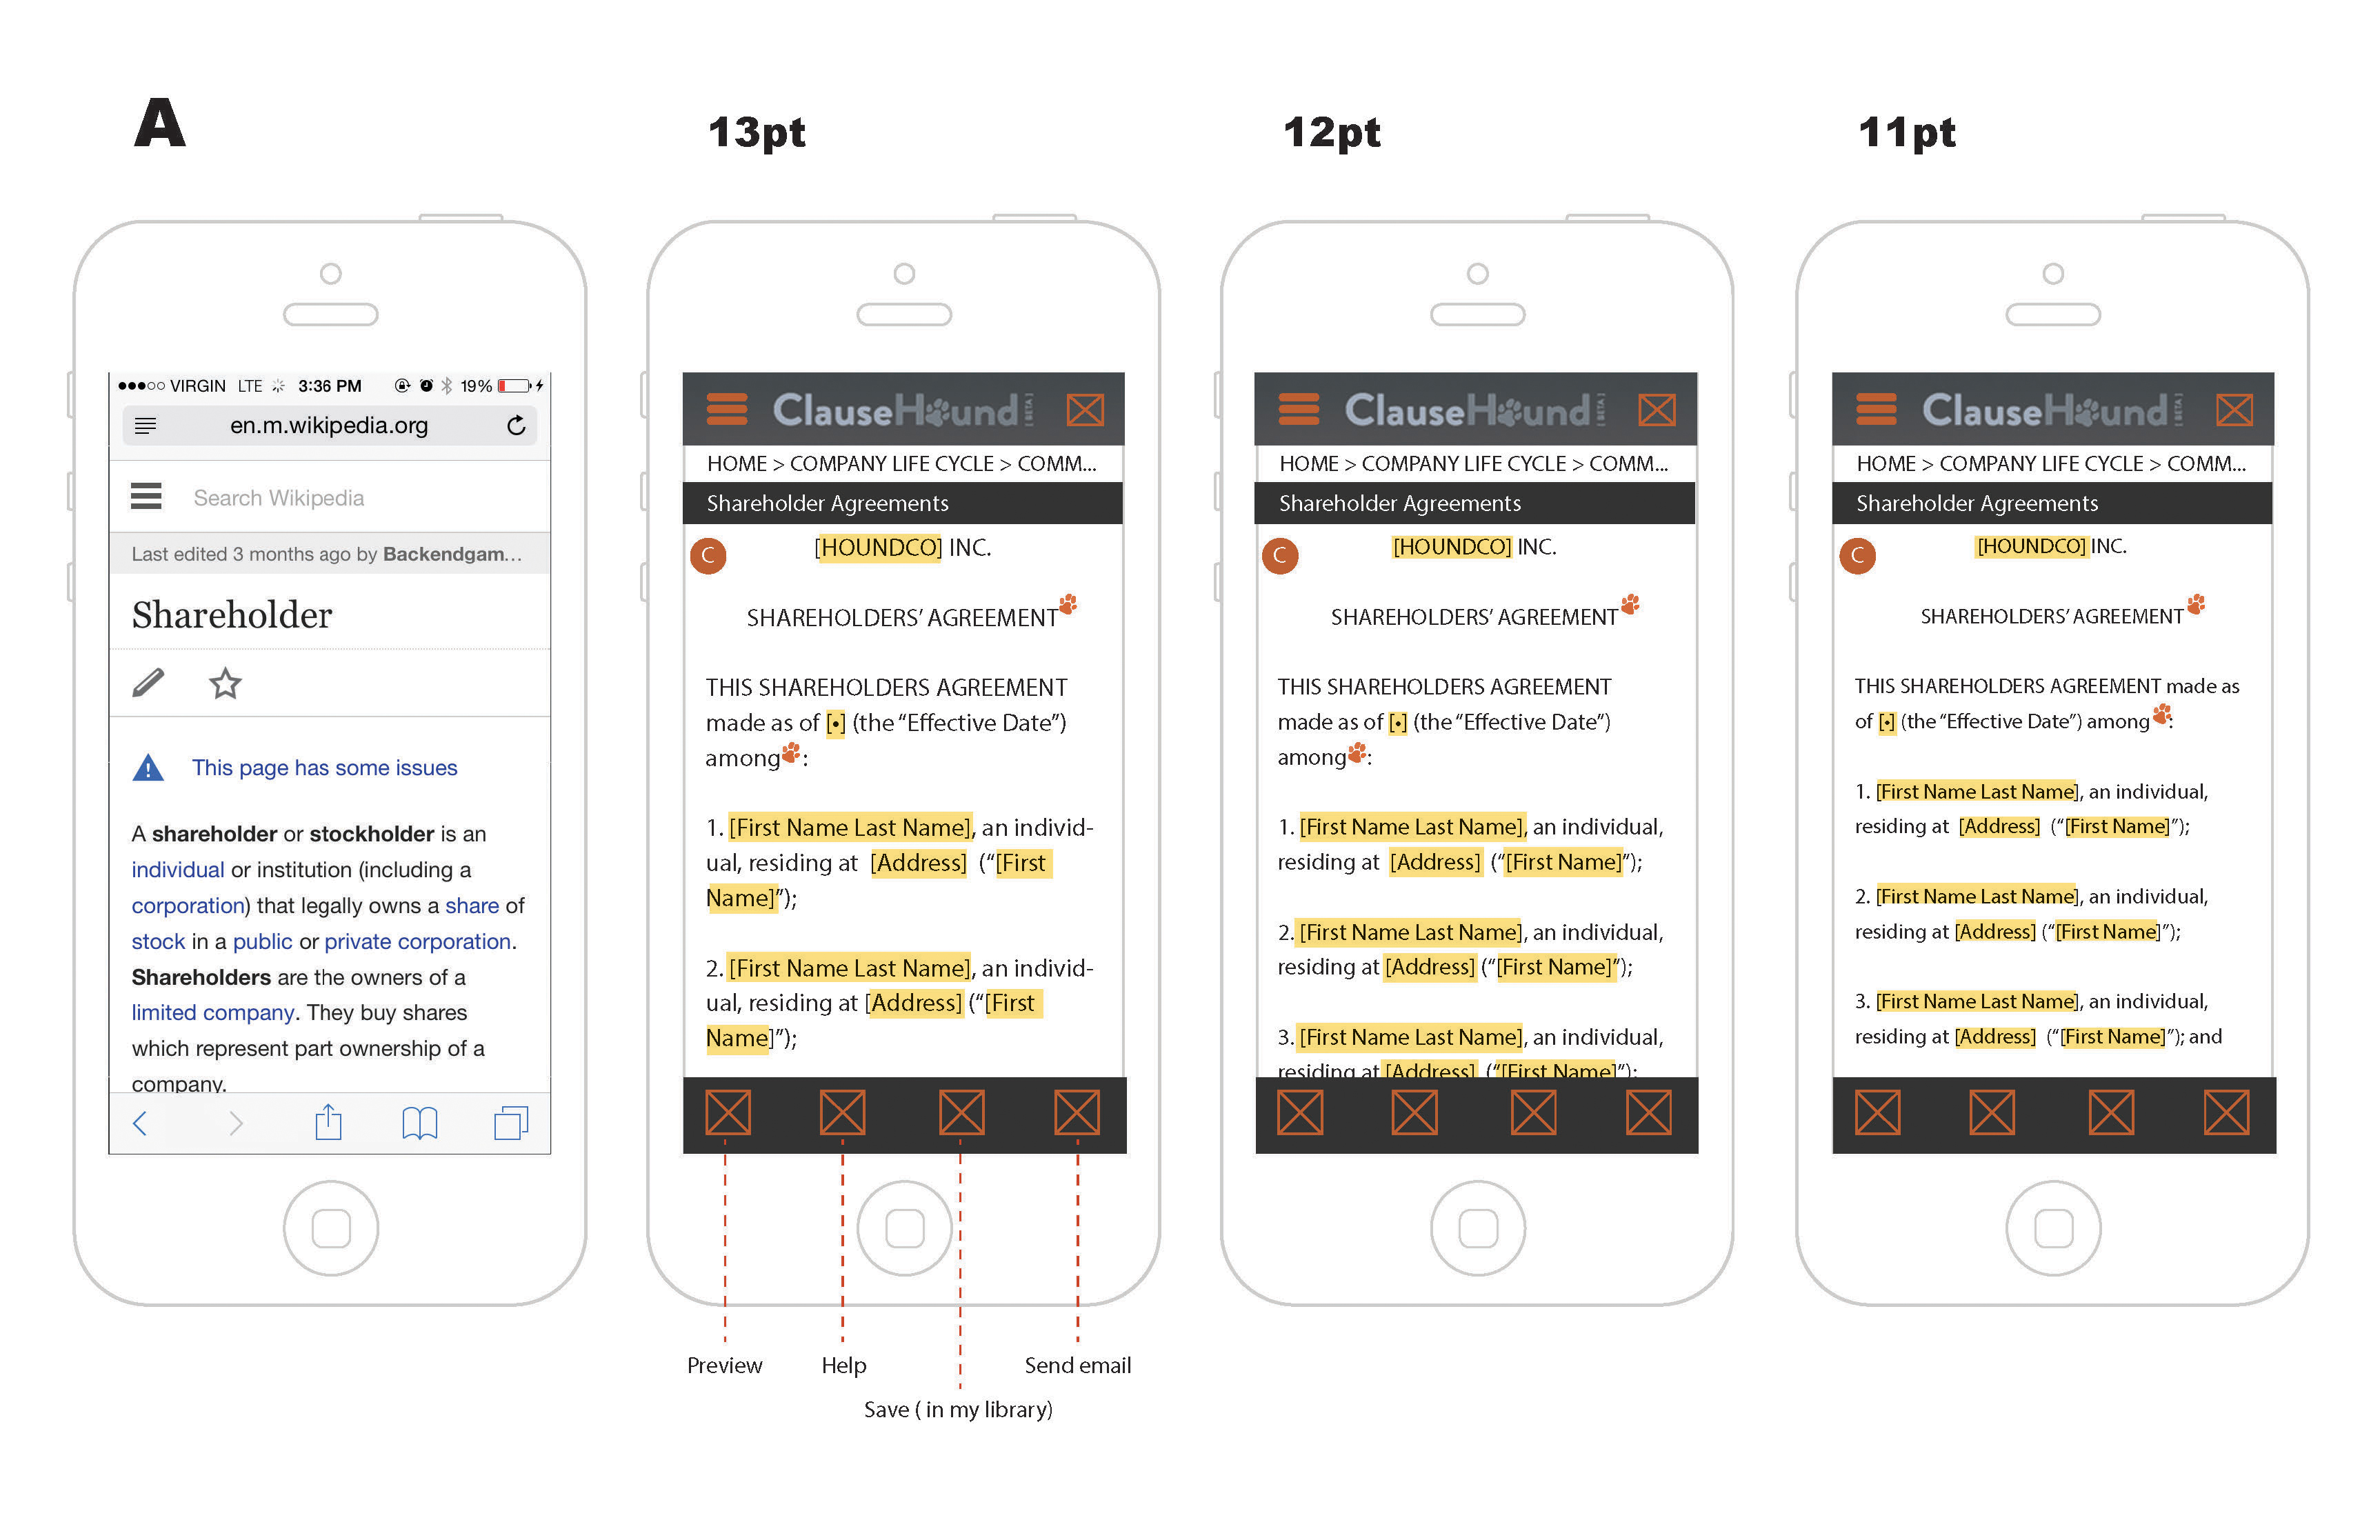 A
13pt
12pt
11pt
VIRGIN LTE 3:36 PM 19%
en.m.wikipedia.org
Search Wikipedia
Last edited 3 months ago by Backendgam...
Shareholder
This page has some issues
A shareholder or stockholder is an
individual or institution (including a
corporation) that legally owns a share of
stock in a public or private corporation.
Shareholders are the owners of a
limited company. They buy shares
which represent part ownership of a
company.
ClauseHound [BETA]
HOME > COMPANY LIFE CYCLE > COMM...
Shareholder Agreements
C
[HOUNDCO] INC.
SHAREHOLDERS’ AGREEMENT
THIS SHAREHOLDERS AGREEMENT
made as of [•] (the “Effective Date”)
among:
1. [First Name Last Name], an individ-
ual, residing at [Address] (“[First
Name]”);
2. [First Name Last Name], an individ-
ual, residing at [Address] (“[First
Name]”);
Preview
Help
Send email
Save ( in my library)
ClauseHound [BETA]
HOME > COMPANY LIFE CYCLE > COMM...
Shareholder Agreements
C
[HOUNDCO] INC.
SHAREHOLDERS’ AGREEMENT
THIS SHAREHOLDERS AGREEMENT
made as of [•] (the “Effective Date”)
among:
1. [First Name Last Name], an individual,
residing at [Address] (“[First Name]”);
2. [First Name Last Name], an individual,
residing at [Address] (“[First Name]”);
3. [First Name Last Name], an individual,
residing at [Address] (“[First Name]”);
ClauseHound [BETA]
HOME > COMPANY LIFE CYCLE > COMM...
Shareholder Agreements
C
[HOUNDCO] INC.
SHAREHOLDERS’ AGREEMENT
THIS SHAREHOLDERS AGREEMENT made as
of [•] (the “Effective Date”) among:
1. [First Name Last Name], an individual,
residing at [Address] (“[First Name]”);
2. [First Name Last Name], an individual,
residing at [Address] (“[First Name]”);
3. [First Name Last Name], an individual,
residing at [Address] (“[First Name]”); and